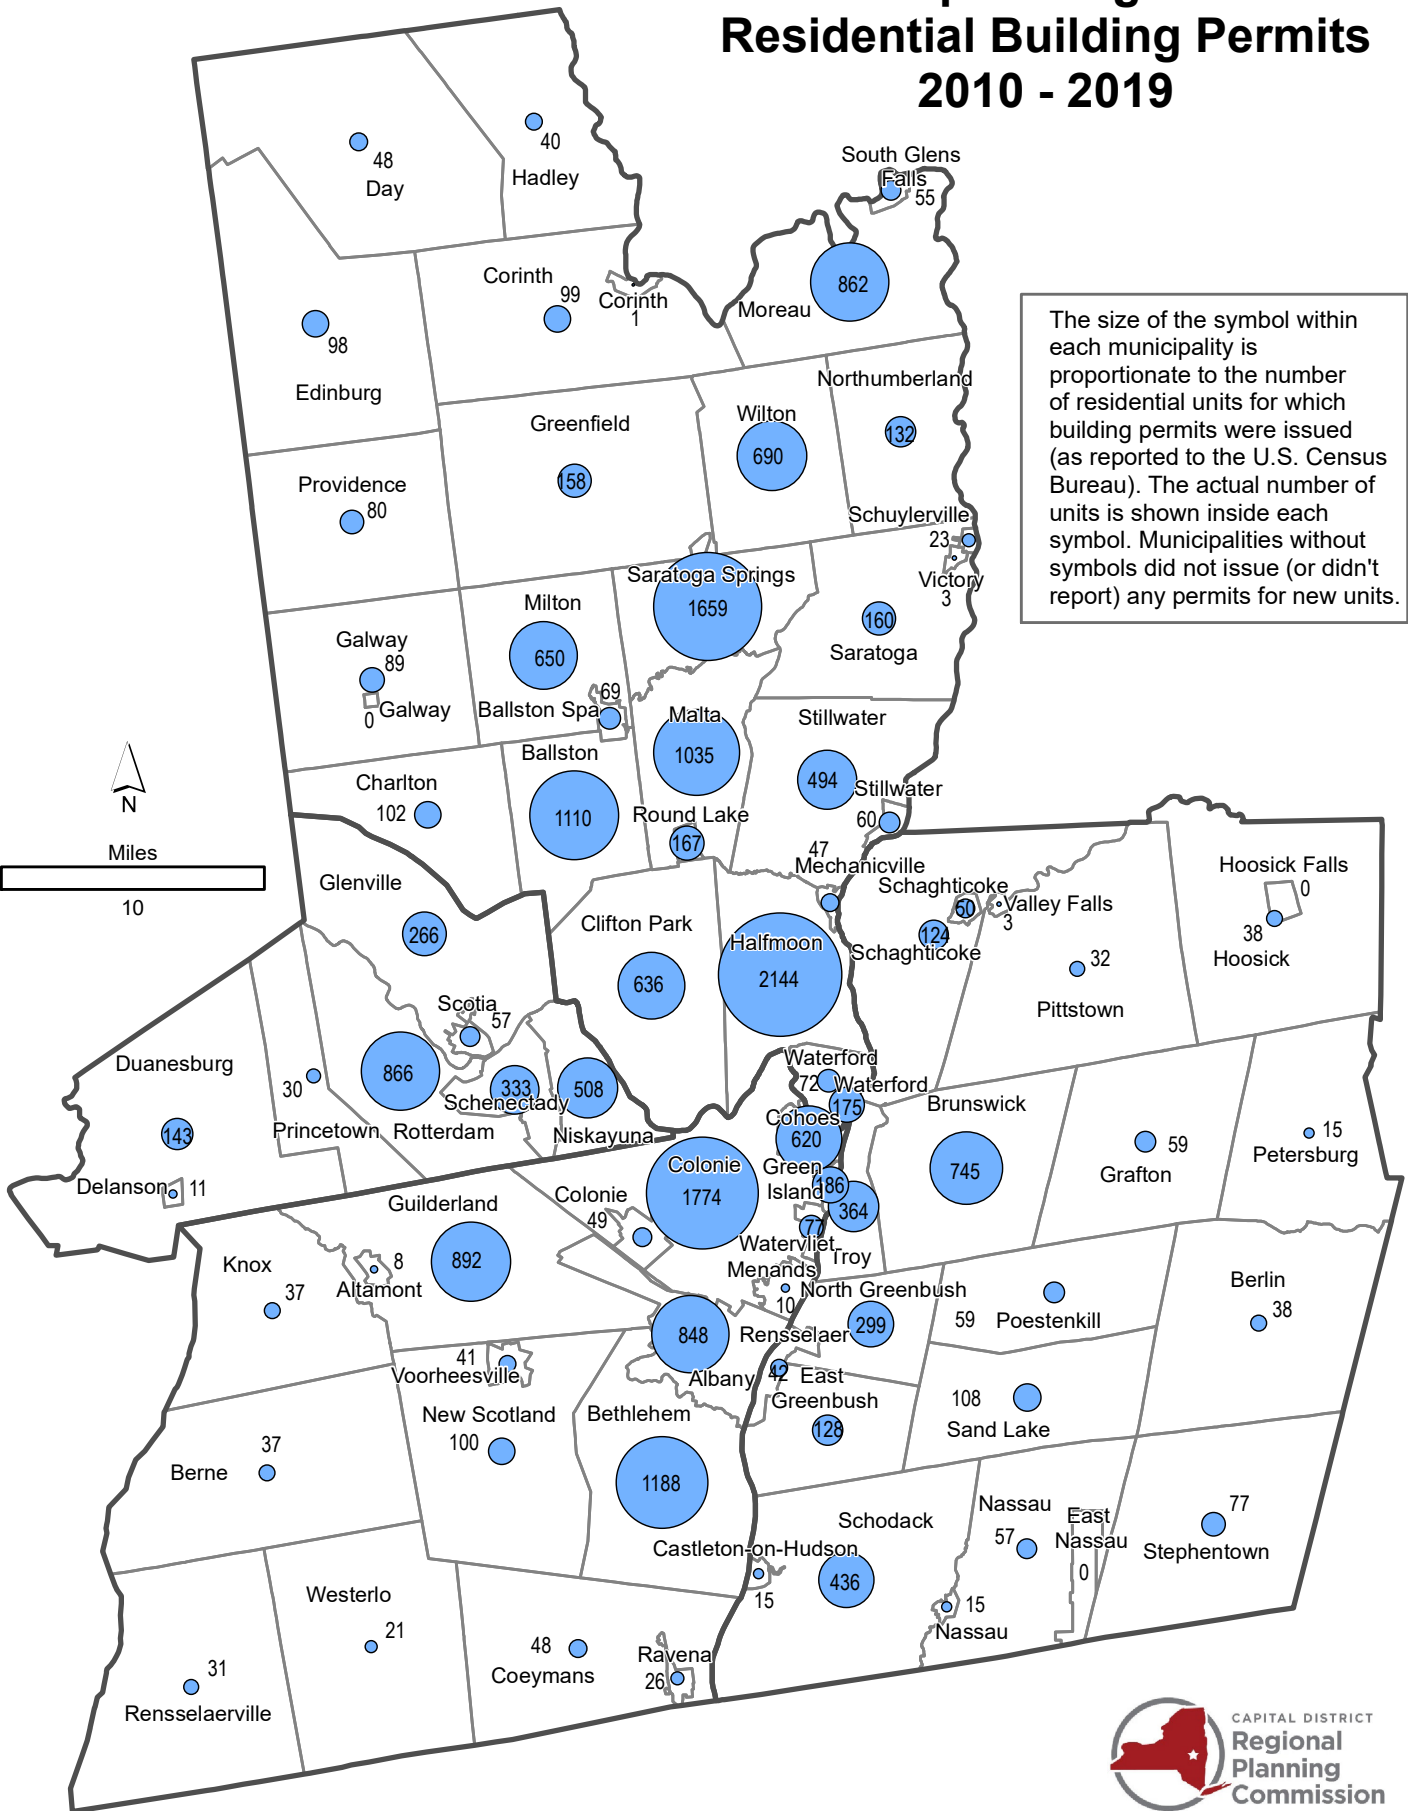 Residential Building Permits
2010 - 2019
48
Day
40
Hadley
South Glens
Falls
55
Corinth
99
Corinth
1
862
Moreau
98
Edinburg
The size of the symbol within
each municipality is
proportionate to the number
of residential units for which
building permits were issued
(as reported to the U.S. Census
Bureau). The actual number of
units is shown inside each
symbol. Municipalities without
symbols did not issue (or didn't
report) any permits for new units.
Northumberland
132
Greenfield
158
Wilton
690
Providence
80
Schuylerville
23
Victory
3
Saratoga Springs
1659
Milton
650
160
Saratoga
Galway
89
0
Galway
69
Ballston Spa
Malta
1035
Stillwater
494
Ballston
1110
Stillwater
60
Charlton
102
Round Lake
167
N
Miles
10
47
Mechanicville
Glenville
266
Schaghticoke
60
124
Schaghticoke
Valley Falls
3
Hoosick Falls
0
38
Hoosick
Clifton Park
636
Halfmoon
2144
32
Pittstown
Scotia
57
Duanesburg
143
30
Princetown
866
Rotterdam
333
Schenectady
508
Niskayuna
Waterford
72
Waterford
175
Cohoes
620
Brunswick
745
59
Grafton
15
Petersburg
Delanson
11
Colonie
1774
Green
Island
186
364
Colonie
49
77
Watervliet
Troy
Guilderland
892
Knox
37
8
Altamont
Menands
10
North Greenbush
299
59
Poestenkill
Berlin
38
848
Albany
Rensselaer
42
41
Voorheesville
East
Greenbush
128
108
Sand Lake
New Scotland
100
Bethlehem
1188
37
Berne
Nassau
57
East
Nassau
0
77
Stephentown
Schodack
436
Castleton-on-Hudson
15
15
Nassau
Westerlo
21
31
Rensselaerville
48
Coeymans
Ravena
26
CAPITAL DISTRICT
Regional
Planning
Commission